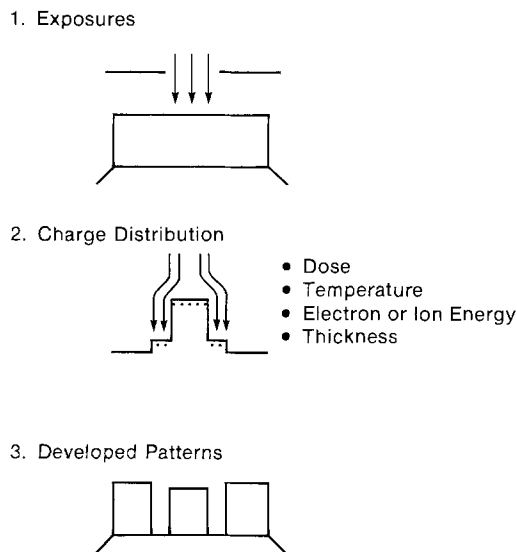 1. Exposures
2. Charge Distribution
• Dose
• Temperature
• Electron or Ion Energy
• Thickness
3. Developed Patterns